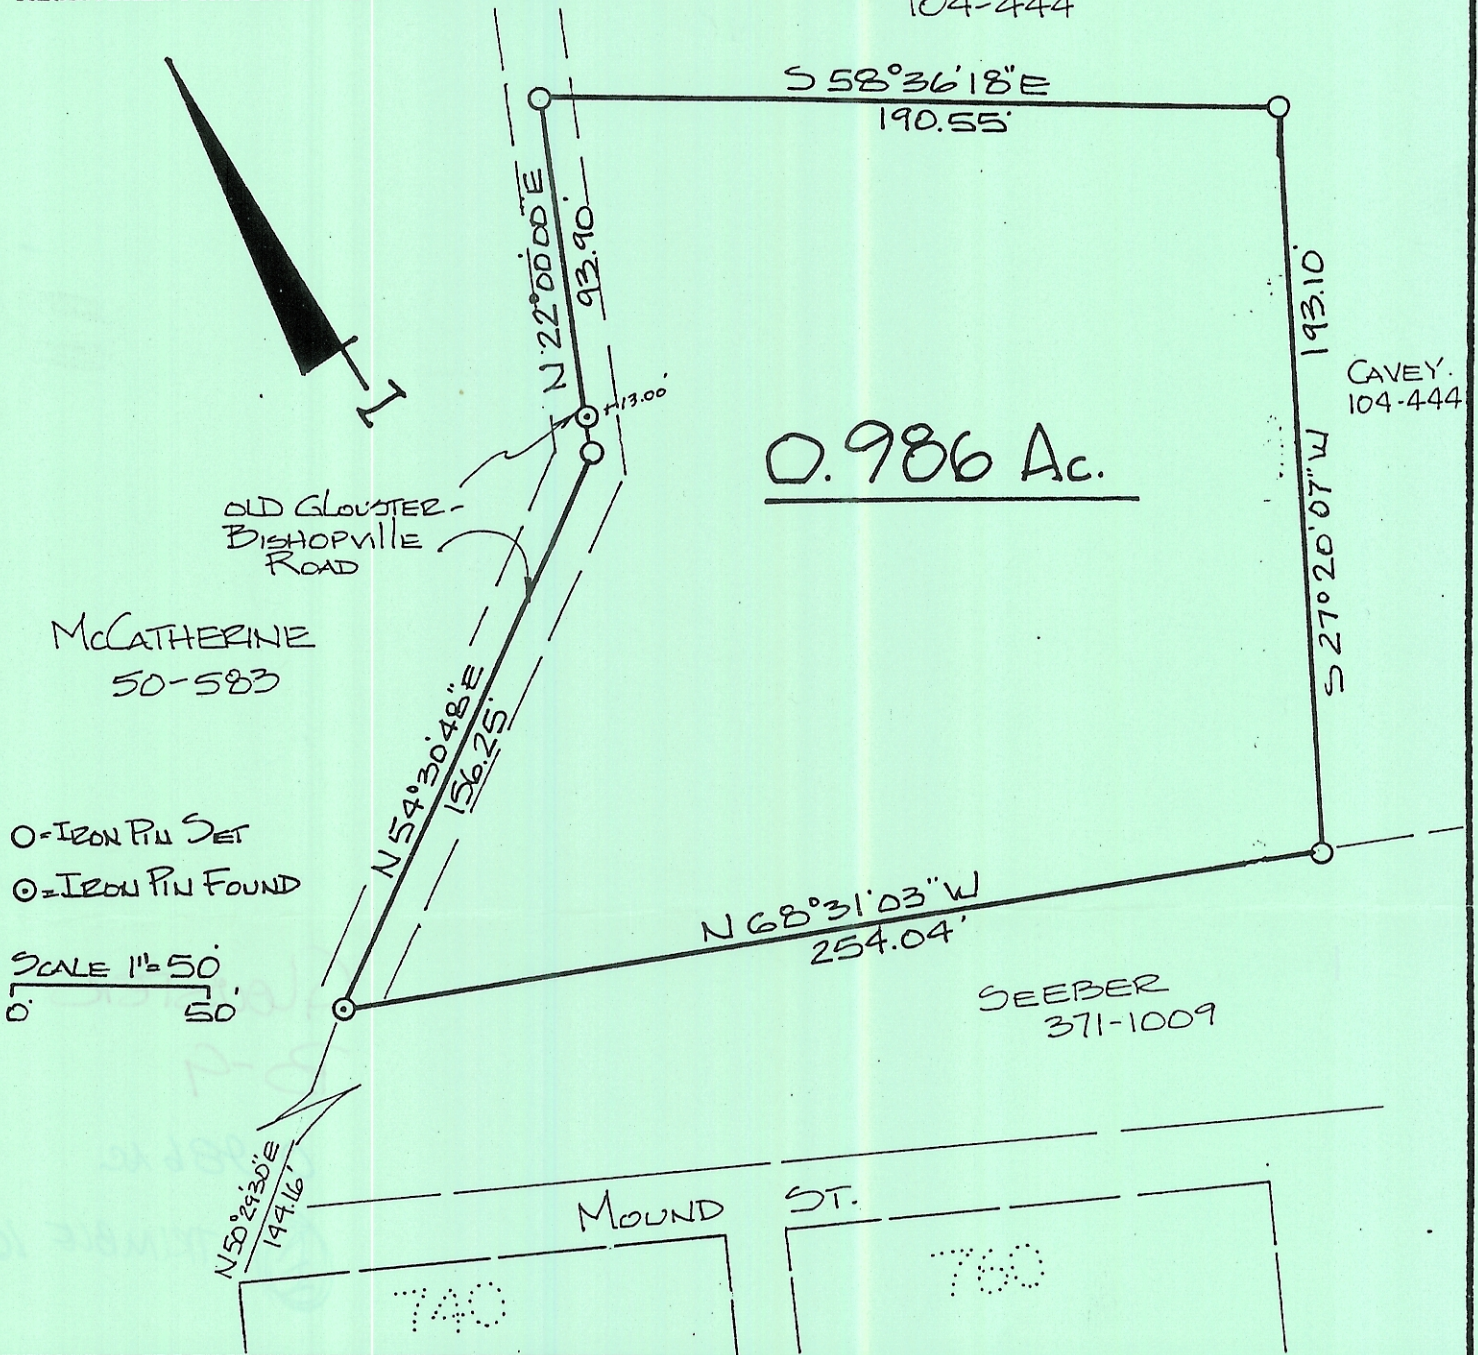 104-444
S 58°36'18"E
190.55'
N 22°00'00"E
93.90'
13.00'
193.10'
S 27°20'07"W
CAVEY.
104-444
0.986 Ac.
OLD GLOUSTER-
BISHOPVILLE
ROAD
McCATHERINE
50-583
N 54°30'48"E
156.25'
O=IRON PIN SET
⊙=IRON PIN FOUND
SCALE 1"=50'
0' 50'
N 68°31'03"W
254.04'
SEEBER
371-1009
N 50°29'30"E
144.16'
MOUND ST.
740
760